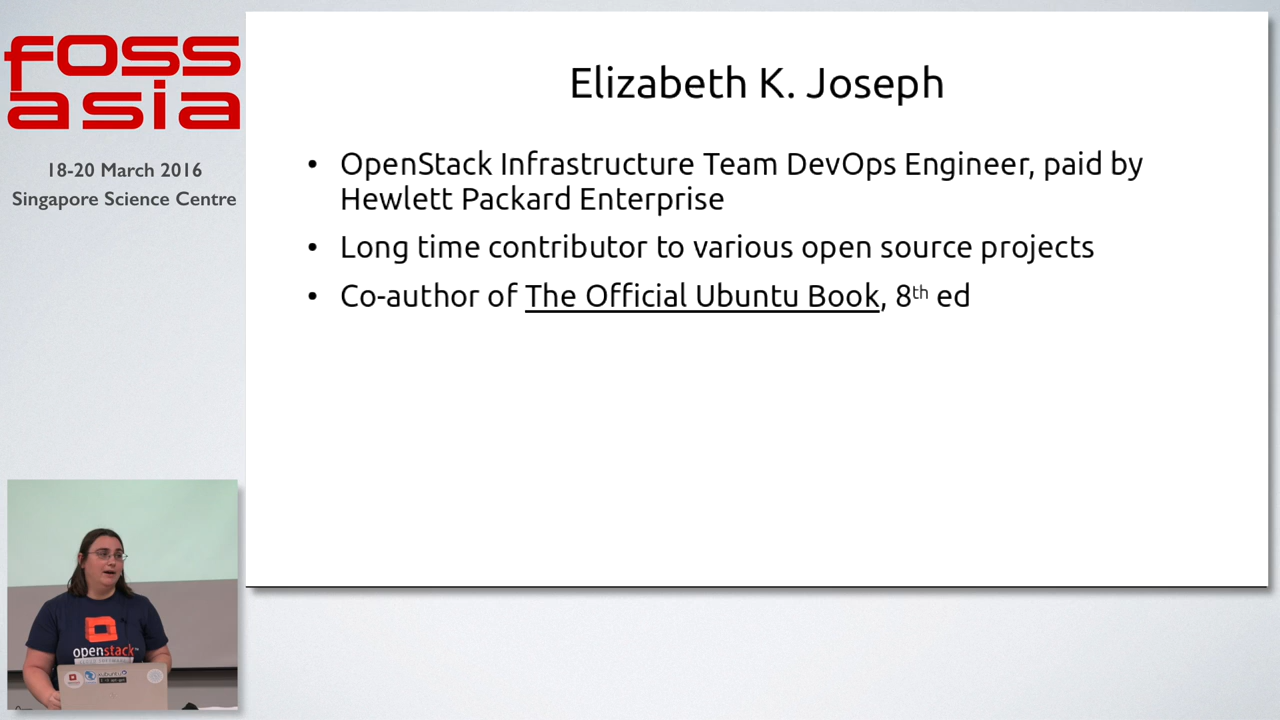 foss
asia
18-20 March 2016
Singapore Science Centre
Elizabeth K. Joseph
• OpenStack Infrastructure Team DevOps Engineer, paid by
Hewlett Packard Enterprise
• Long time contributor to various open source projects
• Co-author of The Official Ubuntu Book, 8th ed
openstack™